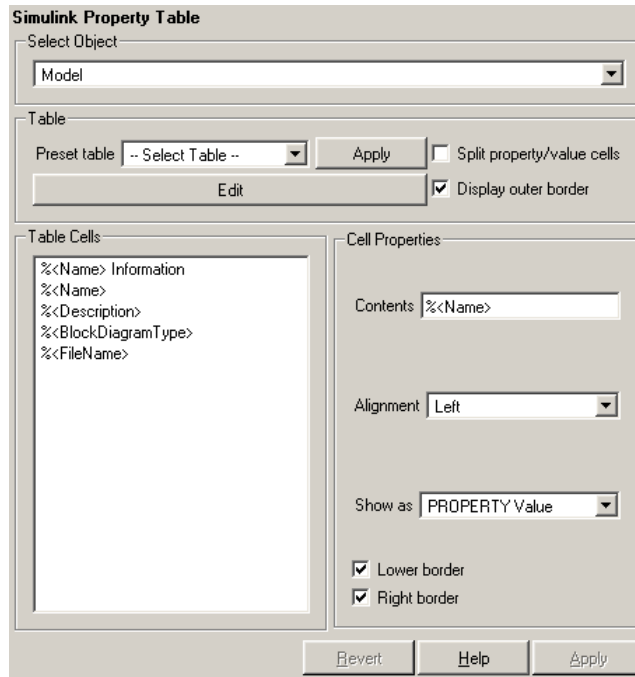 Simulink Property Table
Select Object
Model
Table
Preset table -- Select Table -- Apply Split property/value cells
Edit Display outer border
Table Cells
%<Name> Information
%<Name>
%<Description>
%<BlockDiagramType>
%<FileName>
Cell Properties
Contents %<Name>
Alignment Left
Show as PROPERTY Value
Lower border
Right border
Revert Help Apply